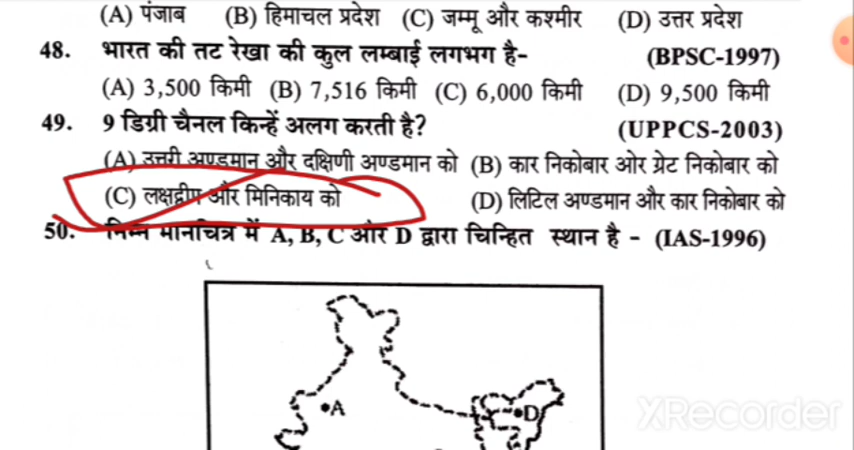 (A) पंजाब (B) हिमाचल प्रदेश (C) जम्मू और कश्मीर (D) उत्तर प्रदेश
48. भारत की तट रेखा की कुल लम्बाई लगभग है- (BPSC-1997)
(A) 3,500 किमी (B) 7,516 किमी (C) 6,000 किमी (D) 9,500 किमी
49. 9 डिग्री चैनल किन्हें अलग करती है? (UPPCS-2003)
(A) उत्तरी अण्डमान और दक्षिणी अण्डमान को (B) कार निकोबार ओर ग्रेट निकोबार को
(C) लक्षद्वीप और मिनिकाय को (D) लिटिल अण्डमान और कार निकोबार को
50. निम्न मानचित्र में A, B, C और D द्वारा चिन्हित स्थान है - (IAS-1996)
A
D
XRecorder